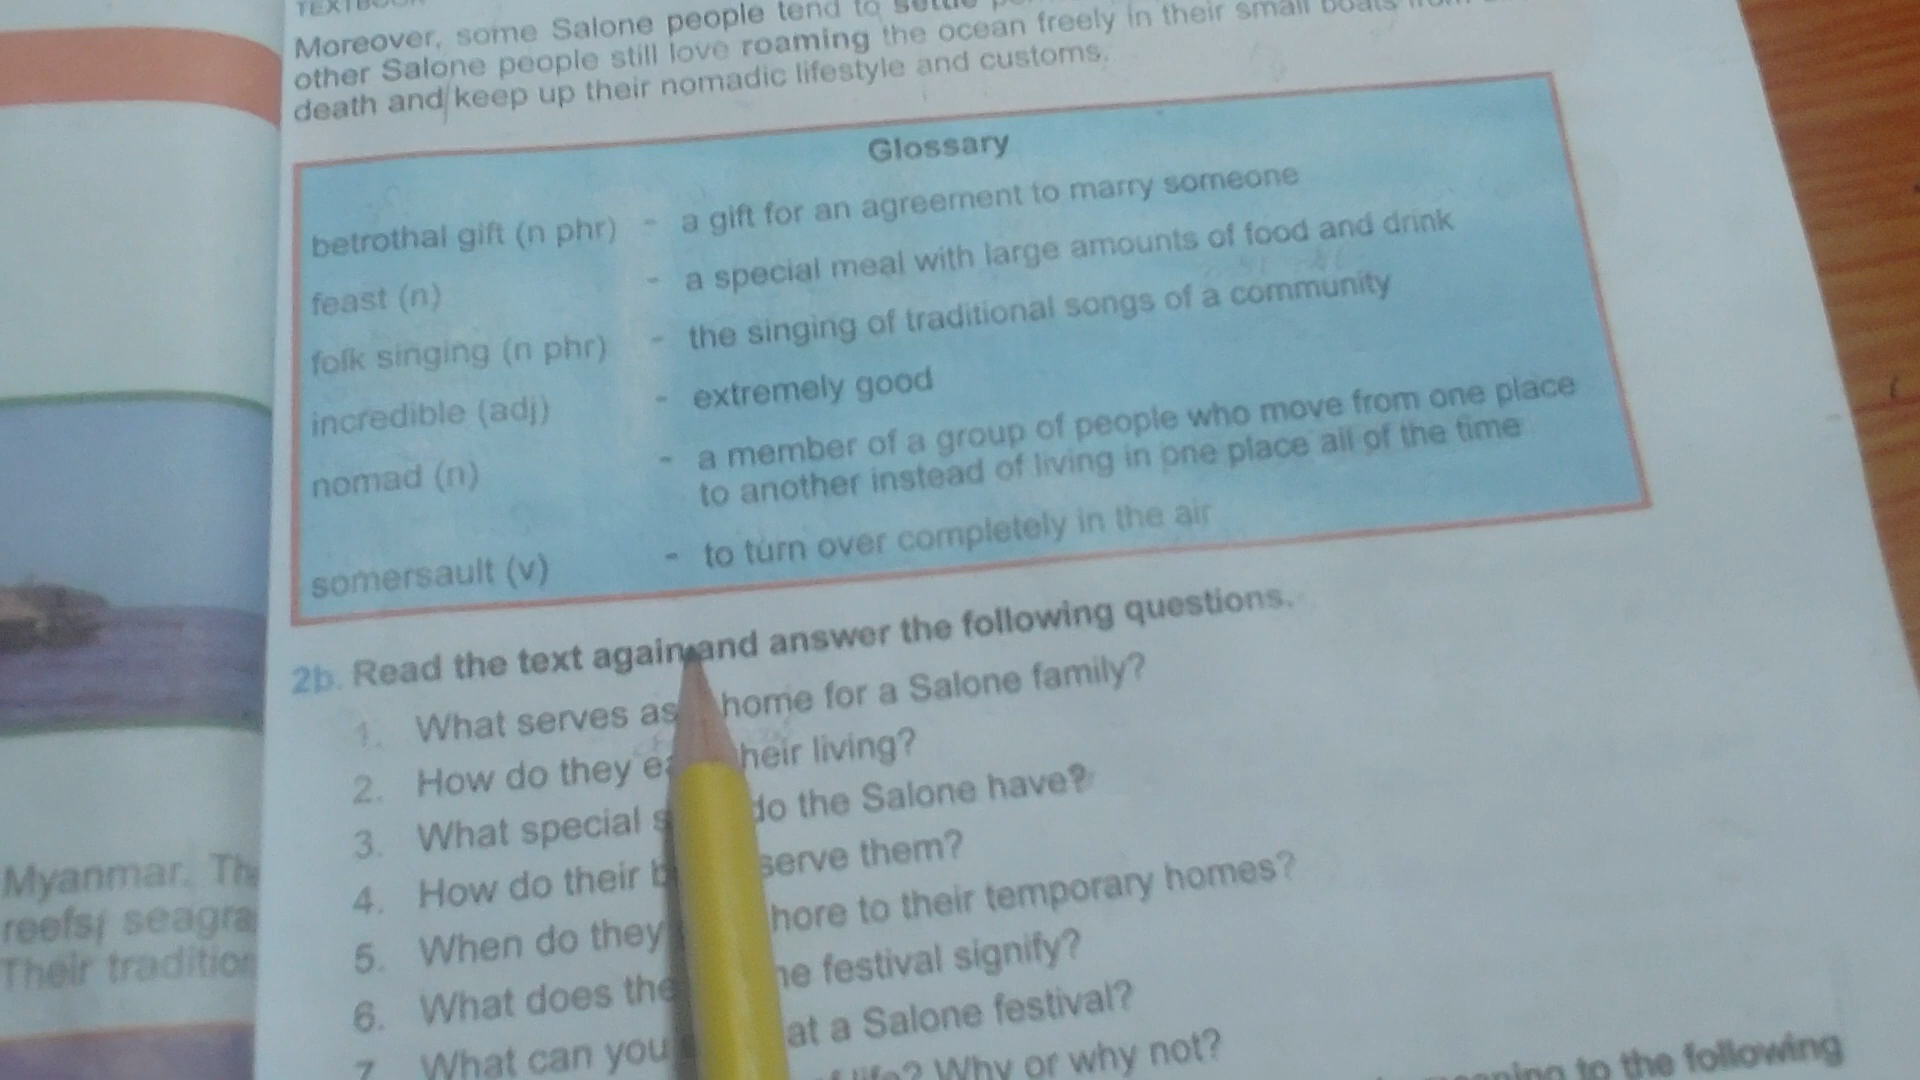 TEXTBOOK
Moreover, some Salone people tend to settle
other Salone people still love roaming the ocean freely in their small boats from
death and keep up their nomadic lifestyle and customs.
Glossary
betrothal gift (n phr) - a gift for an agreement to marry someone
feast (n) - a special meal with large amounts of food and drink
folk singing (n phr) - the singing of traditional songs of a community
incredible (adj) - extremely good
nomad (n) - a member of a group of people who move from one place
to another instead of living in one place all of the time
somersault (v) - to turn over completely in the air
2b. Read the text again and answer the following questions.
1. What serves as home for a Salone family?
2. How do they their living?
3. What special do the Salone have?
4. How do their serve them?
5. When do they to their temporary homes?
6. What does the festival signify?
7. What can you at a Salone festival?
life? Why or why not?
to the following
Myanmar. Th
reefs, seagra
Their tradition